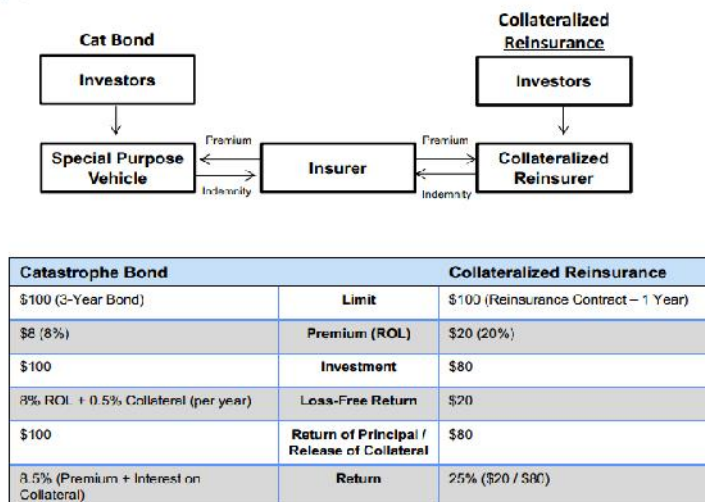 Cat Bond
Collateralized
Reinsurance
Investors
Investors
Premium
Premium
Special Purpose
Vehicle
Insurer
Collateralized
Reinsurer
Indemnity
Indemnity
Catastrophe Bond
Collateralized Reinsurance
$100 (3-Year Bond)
Limit
$100 (Reinsurance Contract – 1 Year)
$8 (8%)
Premium (ROL)
$20 (20%)
$100
Investment
$80
8% ROL + 0.5% Collateral (per year)
Loss-Free Return
$20
$100
Return of Principal /
Release of Collateral
$80
8.5% (Premium + Interest on
Collateral)
Return
25% ($20 / $80)